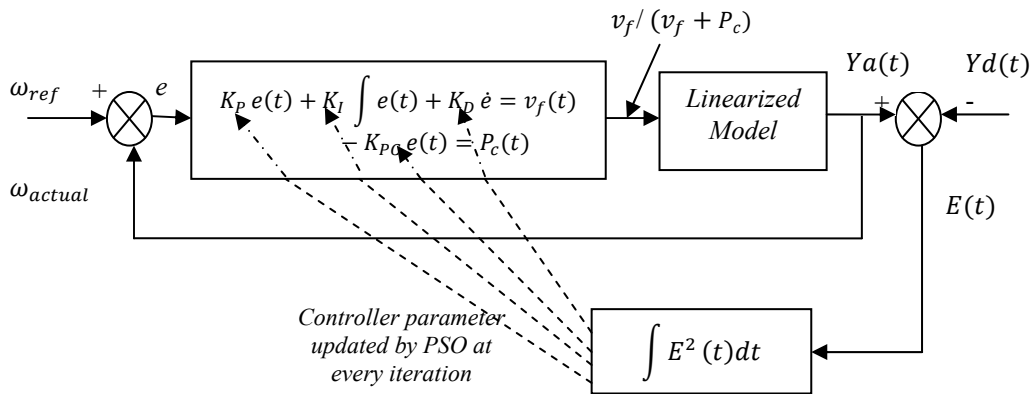 v_f/ (v_f + P_c)
Ya(t)
Yd(t)
ω_ref
+
e
K_P e(t) + K_I ∫ e(t) + K_D ė = v_f(t)
− K_PC e(t) = P_c(t)
Linearized
Model
+
-
ω_actual
E(t)
Controller parameter
updated by PSO at
every iteration
∫ E² (t)dt